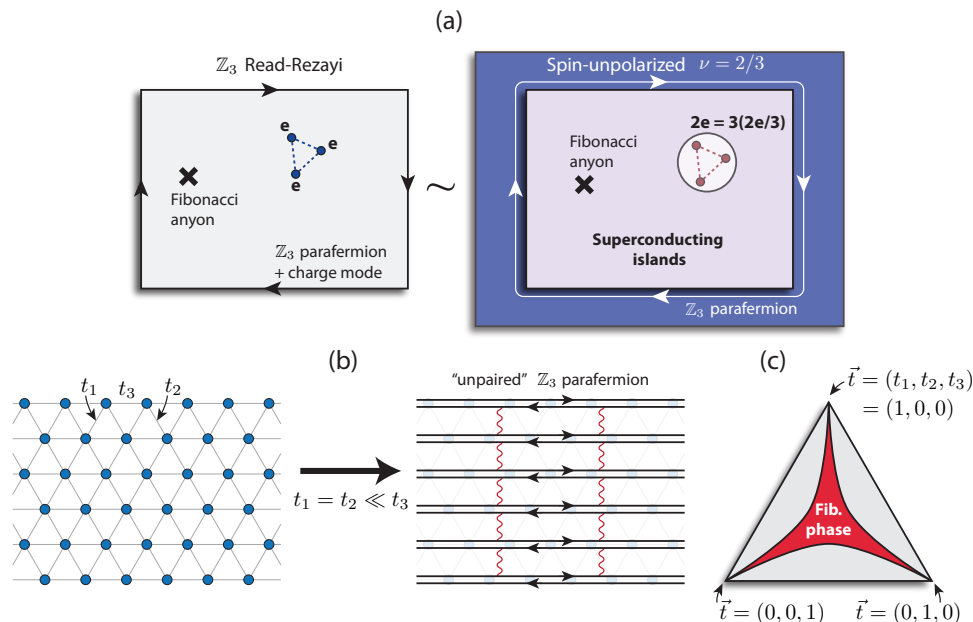 (a)
ℤ₃ Read-Rezayi
e
e
e
Fibonacci
anyon
ℤ₃ parafermion
+ charge mode
~
Spin-unpolarized ν = 2/3
2e = 3(2e/3)
Fibonacci
anyon
Superconducting
islands
ℤ₃ parafermion
(b)
t₁ t₃ t₂
t₁ = t₂ ≪ t₃
"unpaired" ℤ₃ parafermion
(c)
t⃗ = (t₁, t₂, t₃)
= (1, 0, 0)
Fib.
phase
t⃗ = (0, 0, 1) t⃗ = (0, 1, 0)